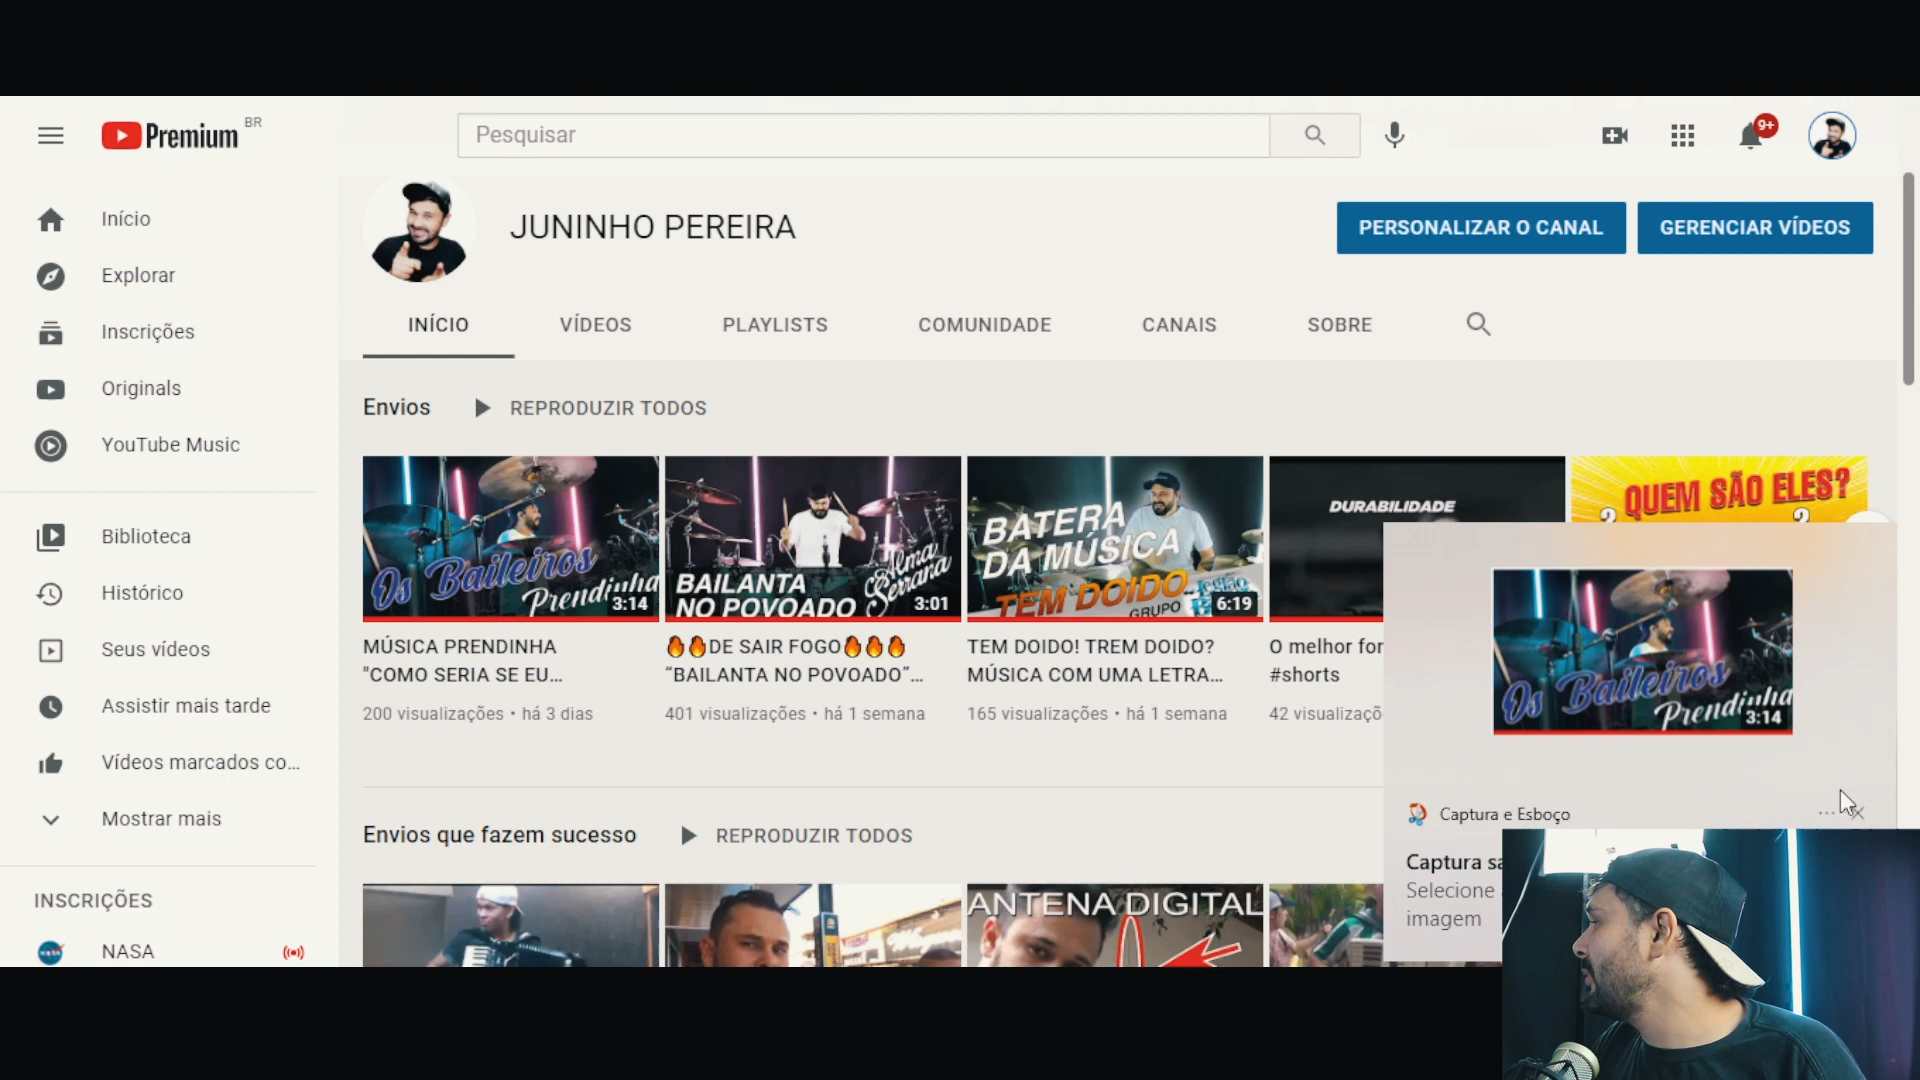 Premium BR
Pesquisar
9+
Início
Explorar
Inscrições
Originals
YouTube Music
Biblioteca
Histórico
Seus vídeos
Assistir mais tarde
Vídeos marcados co...
Mostrar mais
INSCRIÇÕES
NASA
JUNINHO PEREIRA
PERSONALIZAR O CANAL
GERENCIAR VÍDEOS
INÍCIO
VÍDEOS
PLAYLISTS
COMUNIDADE
CANAIS
SOBRE
Envios
REPRODUZIR TODOS
Os Baileiros
Prendinha
3:14
MÚSICA PRENDINHA
"COMO SERIA SE EU...
200 visualizações • há 3 dias
BAILANTA
NO POVOADO
Alma
Serrana
3:01
🔥🔥DE SAIR FOGO🔥🔥🔥
“BAILANTA NO POVOADO”...
401 visualizações • há 1 semana
BATERA
DA MÚSICA
TEM DOIDO
GRUPO
Legião
6:19
TEM DOIDO! TREM DOIDO?
MÚSICA COM UMA LETRA...
165 visualizações • há 1 semana
DURABILIDADE
O melhor for
#shorts
42 visualizaçõ
QUEM SÃO ELES?
? ?
Os Baileiros
Prendinha
3:14
Captura e Esboço
Captura sa
Selecione
imagem
Envios que fazem sucesso
REPRODUZIR TODOS
ANTENA DIGITAL